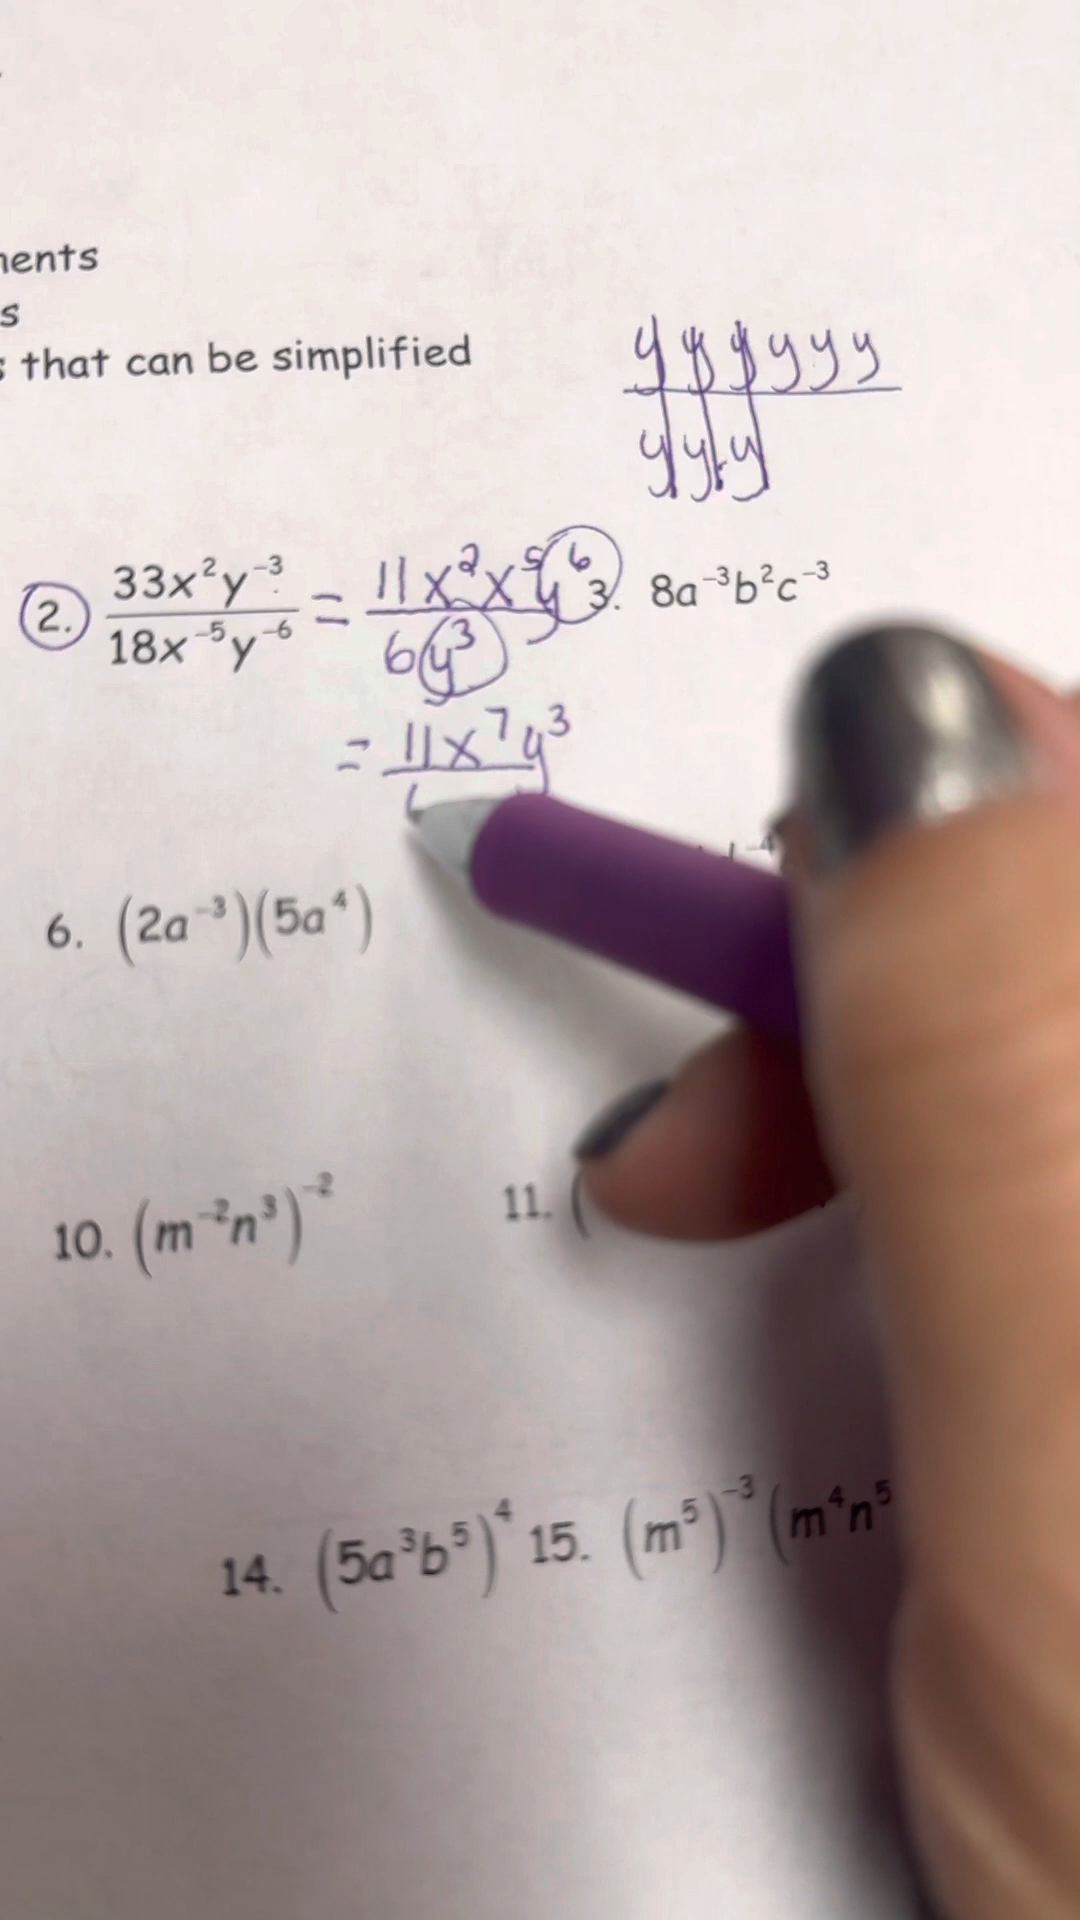 s
that can be simplified
y y y y y y
y y y
2. 33x²y⁻³ / 18x⁻⁵y⁻⁶ = 11x²x⁵y⁶ / 6y³
3. 8a⁻³b²c⁻³
= 11x⁷y³
6. (2a⁻³)(5a⁴)
10. (m⁻²n³)⁻²
11. (
14. (5a³b⁵)⁴ 15. (m⁵)⁻³(m⁴n⁵